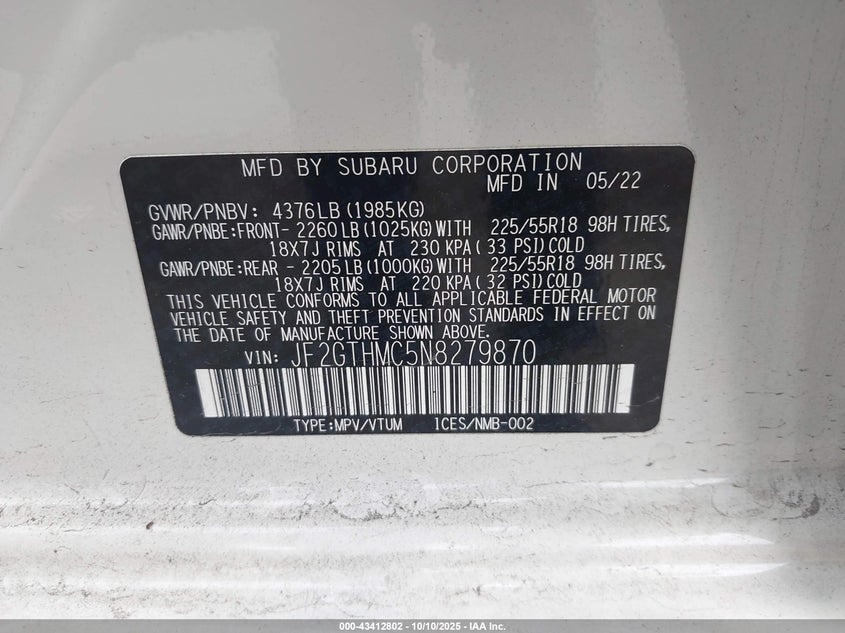 MFD BY SUBARU CORPORATION
MFD IN 05/22
GVWR/PNBV: 4376LB(1985KG)
GAWR/PNBE:FRONT- 2260LB(1025KG)WITH 225/55R18 98H TIRES,
18X7J RIMS AT 230 KPA( 33 PSI)COLD
GAWR/PNBE:REAR - 2205LB(1000KG)WITH 225/55R18 98H TIRES,
18X7J RIMS AT 220 KPA( 32 PSI)COLD
THIS VEHICLE CONFORMS TO ALL APPLICABLE FEDERAL MOTOR
VEHICLE SAFETY AND THEFT PREVENTION STANDARDS IN EFFECT ON
THE DATE OF MANUFACTURE SHOWN ABOVE.
VIN: JF2GTHMC5N8279870
TYPE:MPV/VTUM ICES/NMB-002
000-43412802 - 10/10/2025 - IAA Inc.